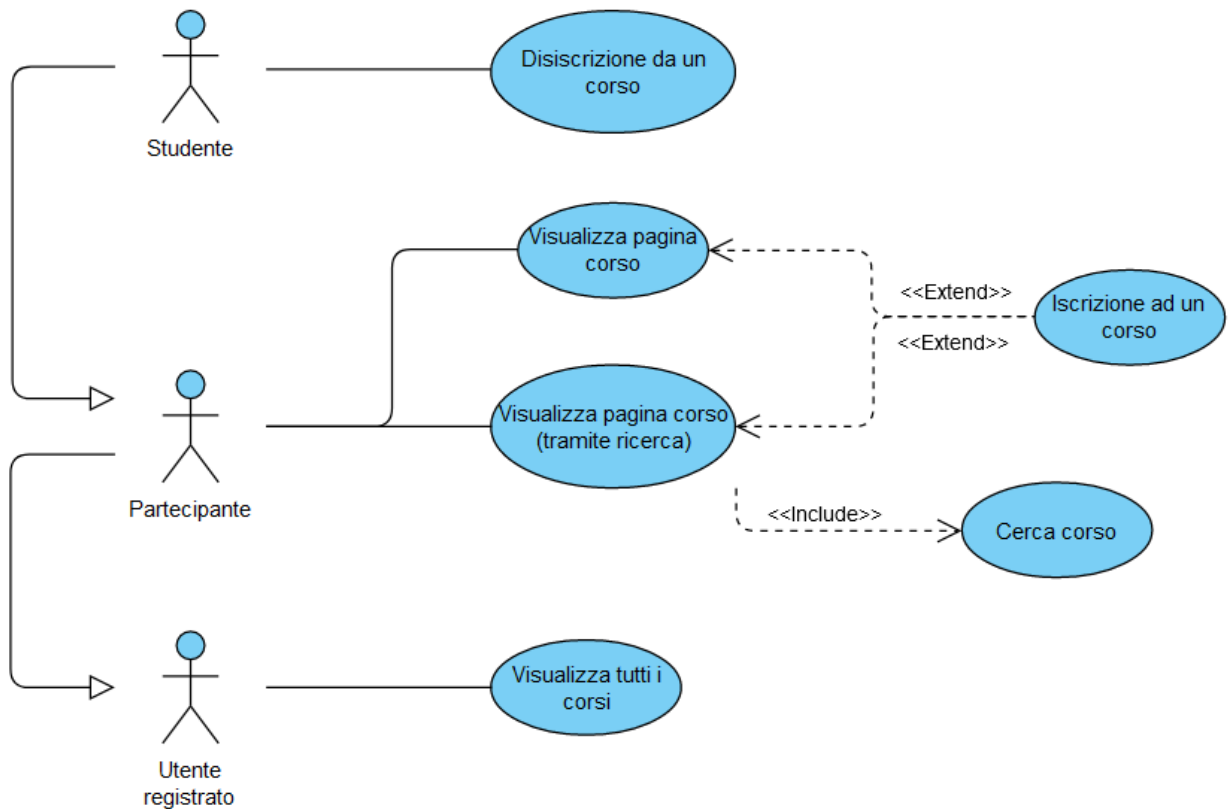 Disiscrizione da un
corso
Studente
Visualizza pagina
corso
<<Extend>>
Iscrizione ad un
corso
<<Extend>>
Visualizza pagina corso
(tramite ricerca)
Partecipante
<<Include>>
Cerca corso
Visualizza tutti i
corsi
Utente
registrato